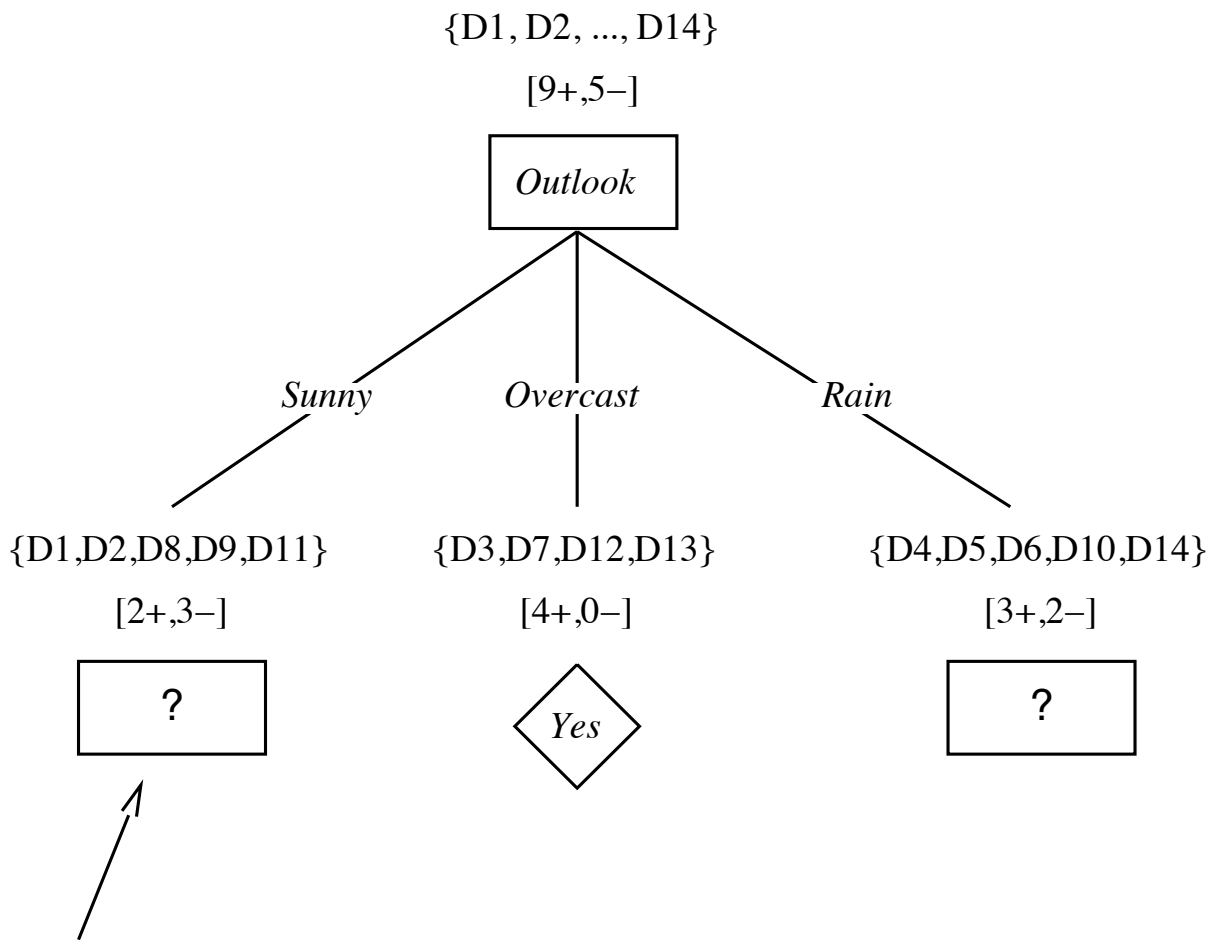 {D1, D2, ..., D14}
[9+,5−]
Outlook
Sunny Overcast Rain
{D1,D2,D8,D9,D11} {D3,D7,D12,D13} {D4,D5,D6,D10,D14}
[2+,3−] [4+,0−] [3+,2−]
? Yes ?